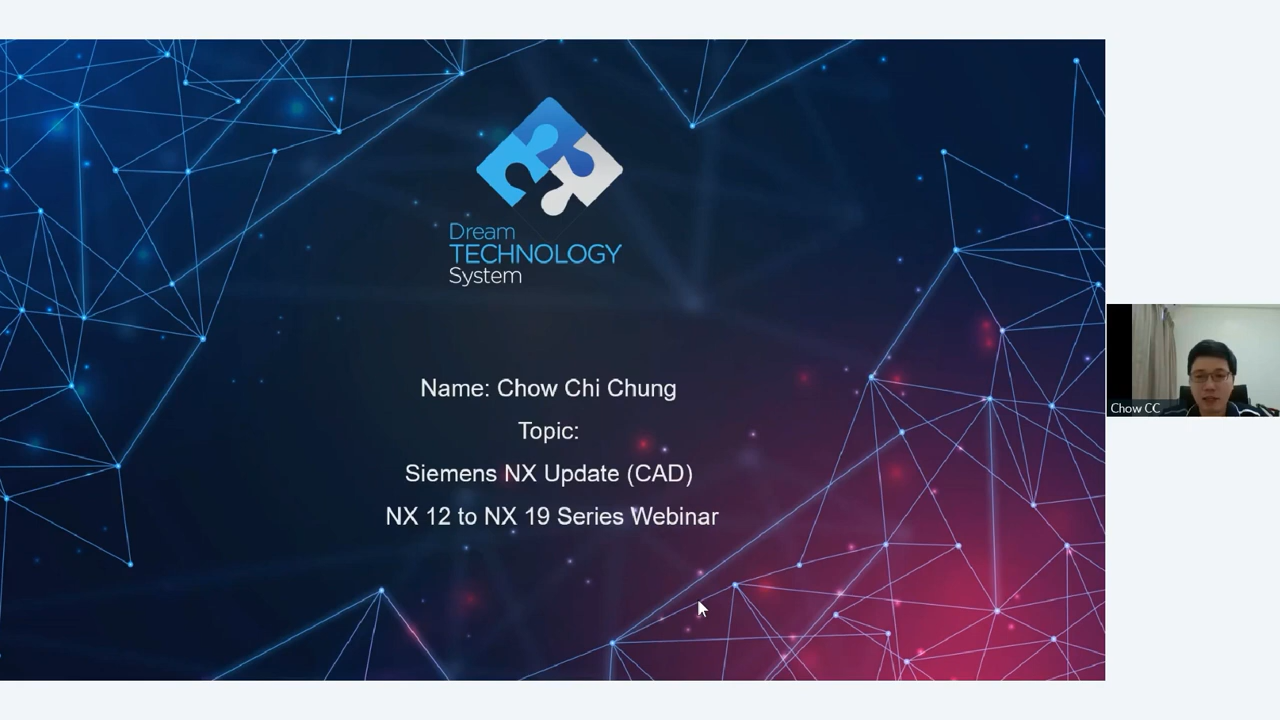 Dream
TECHNOLOGY
System
Name: Chow Chi Chung
Topic:
Siemens NX Update (CAD)
NX 12 to NX 19 Series Webinar
Chow CC